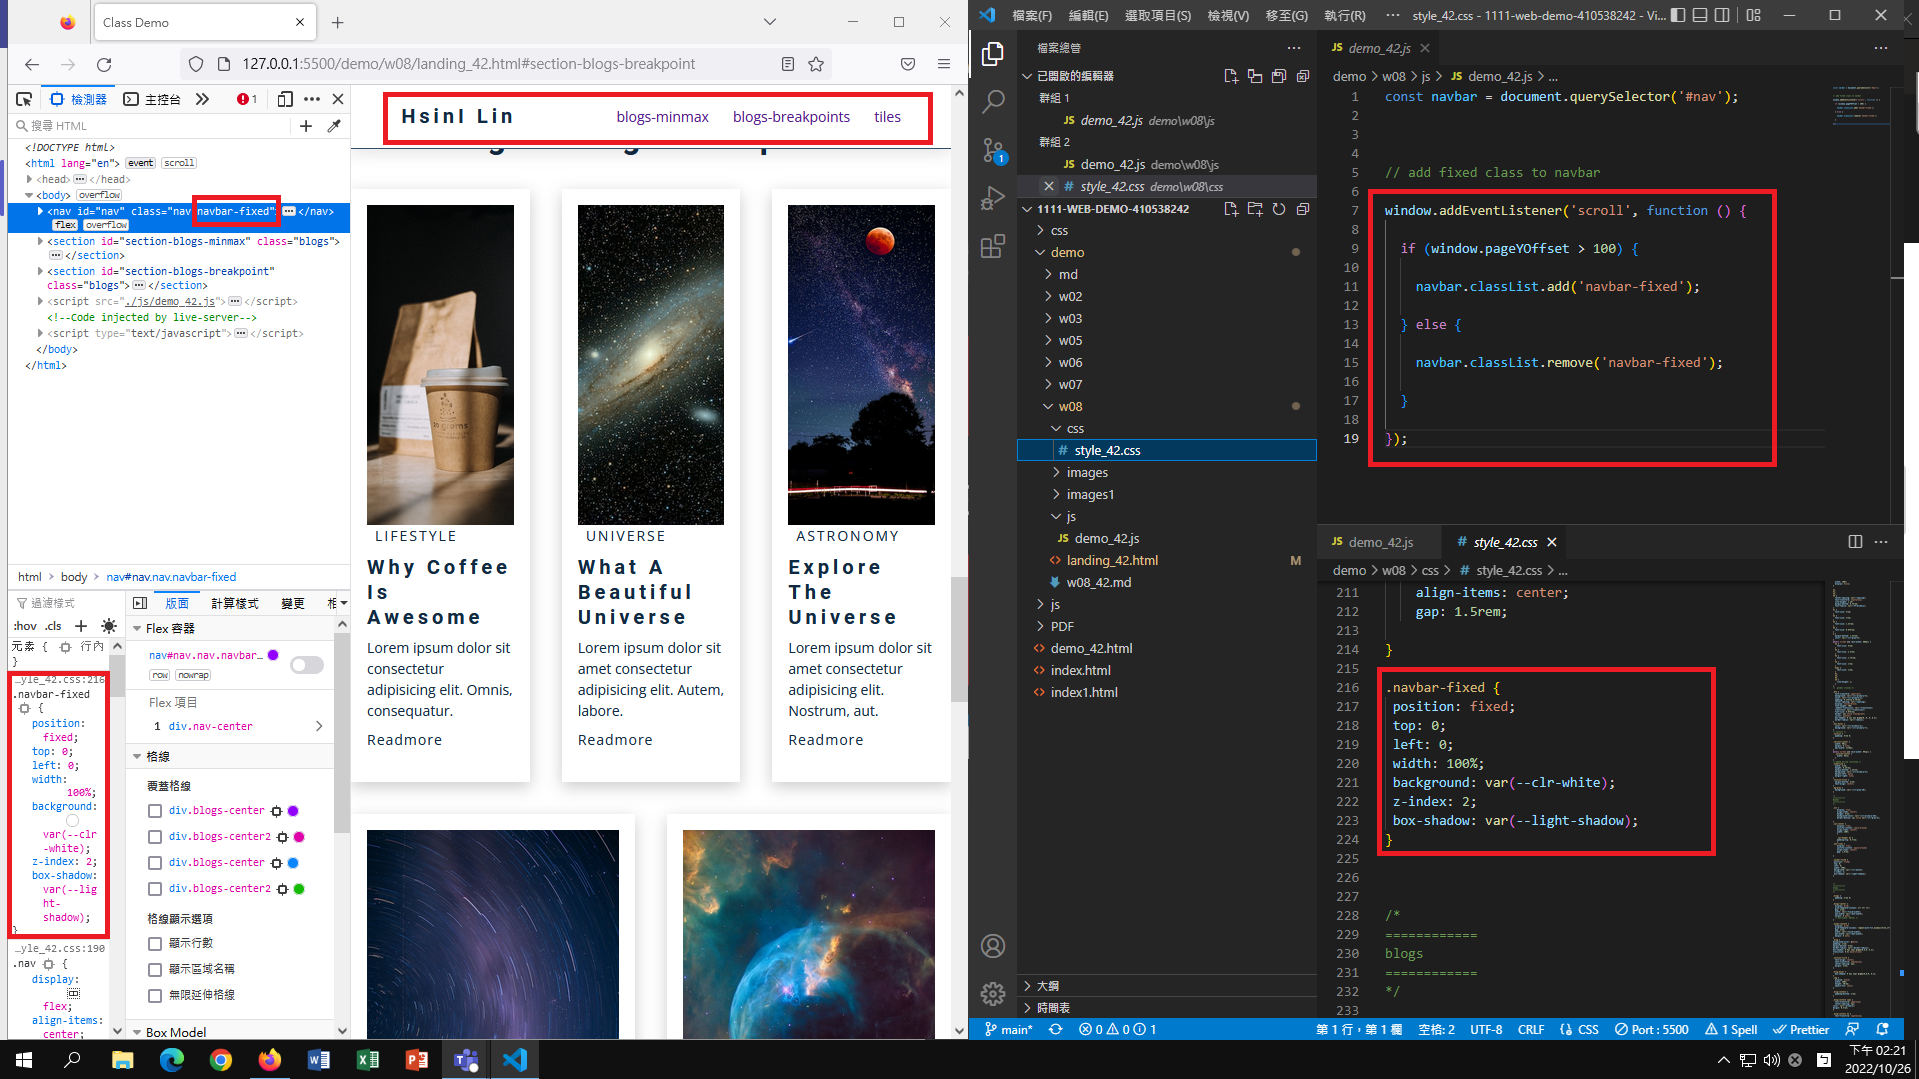 Class Demo
127.0.0.1:5500/demo/w08/landing_42.html#section-blogs-breakpoint
檢測器
主控台
1
搜尋 HTML
<!DOCTYPE html>
<html lang="en"> event scroll
<head> </head>
<body> overflow
<nav id="nav" class="nav navbar-fixed"> </nav>
flex overflow
<section id="section-blogs-minmax" class="blogs">
</section>
<section id="section-blogs-breakpoint"
class="blogs"> </section>
<script src="./js/demo_42.js"> </script>
<!--Code injected by live-server-->
<script type="text/javascript"> </script>
</body>
</html>
html > body > nav#nav.nav.navbar-fixed
過濾樣式
:hov .cls +
元素 { 行內
}
…yle_42.css:216
.navbar-fixed
{
position:
fixed;
top: 0;
left: 0;
width:
100%;
background:
var(--clr
-white);
z-index: 2;
box-shadow:
var(--lig
ht-
shadow);
}
…yle_42.css:190
.nav {
display:
flex;
align-items:
center;
版面
計算樣式
變更
Flex 容器
nav#nav.nav.navbar…
row nowrap
Flex 項目
1 div.nav-center
格線
覆蓋格線
div.blogs-center
div.blogs-center2
div.blogs-center
div.blogs-center2
格線顯示選項
顯示行數
顯示區域名稱
無限延伸格線
Box Model
HsinI Lin
blogs-minmax
blogs-breakpoints
tiles
LIFESTYLE
Why Coffee
Is
Awesome
Lorem ipsum dolor sit
consectetur
adipisicing elit. Omnis,
consequatur.
Readmore
UNIVERSE
What A
Beautiful
Universe
Lorem ipsum dolor sit
amet consectetur
adipisicing elit. Autem,
labore.
Readmore
ASTRONOMY
Explore
The
Universe
Lorem ipsum dolor sit
amet consectetur
adipisicing elit.
Nostrum, aut.
Readmore
檔案(F) 編輯(E) 選取項目(S) 檢視(V) 移至(G) 執行(R) ··· style_42.css - 1111-web-demo-410538242 - Vi...
檔案總管
已開啟的編輯器
群組 1
JS demo_42.js demo\w08\js
群組 2
JS demo_42.js demo\w08\js
# style_42.css demo\w08\css
1111-WEB-DEMO-410538242
css
demo
md
w02
w03
w05
w06
w07
w08
css
# style_42.css
images
images1
js
JS demo_42.js
<> landing_42.html M
w08_42.md
js
PDF
<> demo_42.html
<> index.html
<> index1.html
大綱
時間表
JS demo_42.js
demo > w08 > js > JS demo_42.js > ...
1 const navbar = document.querySelector('#nav');
2
3
4
5 // add fixed class to navbar
6
7 window.addEventListener('scroll', function () {
8
9 if (window.pageYOffset > 100) {
10
11 navbar.classList.add('navbar-fixed');
12
13 } else {
14
15 navbar.classList.remove('navbar-fixed');
16
17 }
18
19 });
JS demo_42.js # style_42.css
demo > w08 > css > # style_42.css > ...
211 align-items: center;
212 gap: 1.5rem;
213
214 }
215
216 .navbar-fixed {
217 position: fixed;
218 top: 0;
219 left: 0;
220 width: 100%;
221 background: var(--clr-white);
222 z-index: 2;
223 box-shadow: var(--light-shadow);
224 }
225
226
227
228 /*
229 ============
230 blogs
231 ============
232 */
233
main* 0 0 1 第 1 行，第 1 欄 空格: 2 UTF-8 CRLF CSS Port : 5500 1 Spell Prettier
下午 02:21
2022/10/26